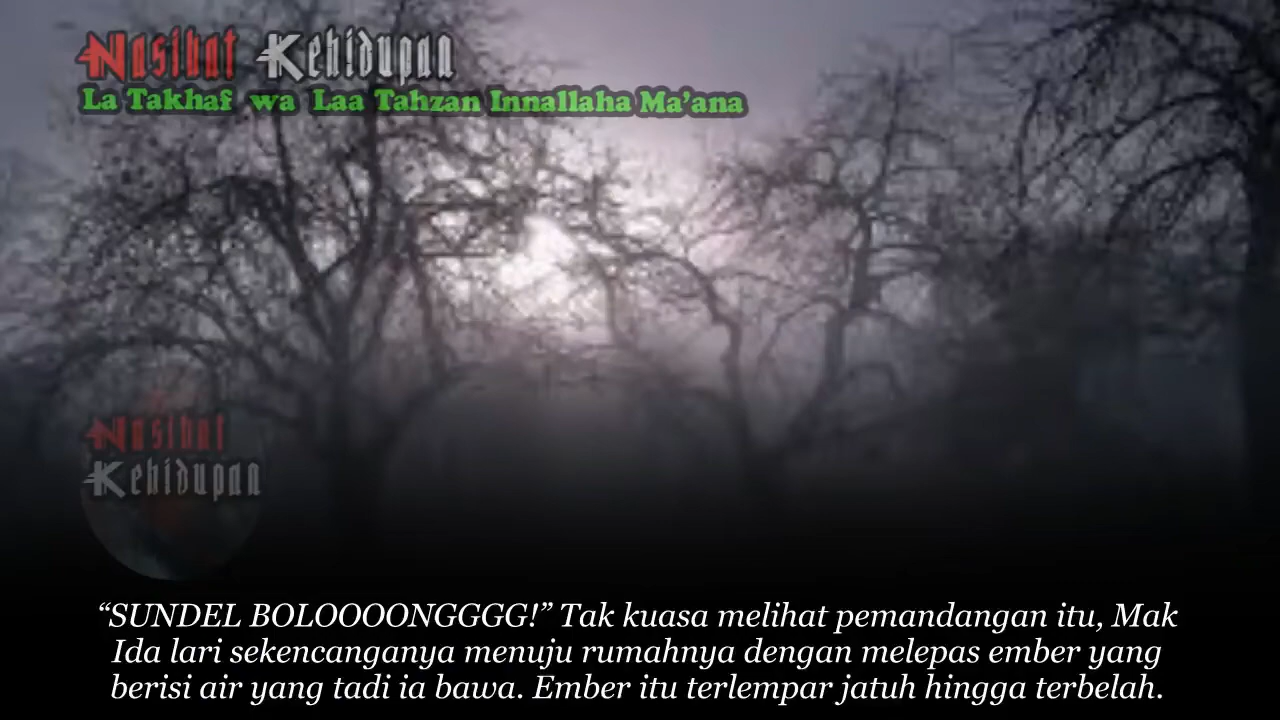 Nasihat Kehidupan
La Takhaf wa Laa Tahzan Innallaha Ma’ana
Nasihat
Kehidupan
“SUNDEL BOLOOOONGGGG!” Tak kuasa melihat pemandangan itu, Mak
Ida lari sekencanganya menuju rumahnya dengan melepas ember yang
berisi air yang tadi ia bawa. Ember itu terlempar jatuh hingga terbelah.